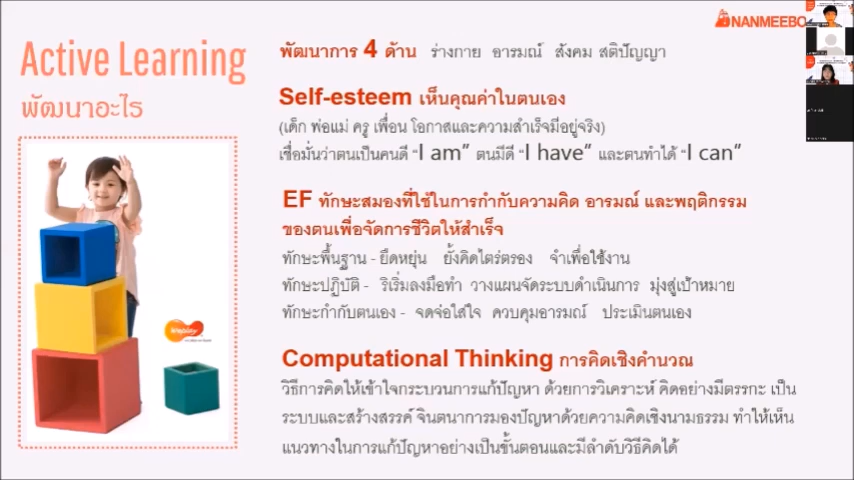 NANMEEBO
Active Learning
พัฒนาอะไร
พัฒนาการ 4 ด้าน ร่างกาย อารมณ์ สังคม สติปัญญา
Self-esteem เห็นคุณค่าในตนเอง
(เด็ก พ่อแม่ ครู เพื่อน โอกาสและความสำเร็จมีอยู่จริง)
เชื่อมั่นว่าตนเป็นคนดี “I am” ตนมีดี “I have” และตนทำได้ “I can”
EF ทักษะสมองที่ใช้ในการกำกับความคิด อารมณ์ และพฤติกรรม
ของตนเพื่อจัดการชีวิตให้สำเร็จ
ทักษะพื้นฐาน - ยืดหยุ่น ยั้งคิดไตร่ตรอง จำเพื่อใช้งาน
ทักษะปฏิบัติ - ริเริ่มลงมือทำ วางแผนจัดระบบดำเนินการ มุ่งสู่เป้าหมาย
ทักษะกำกับตนเอง - จดจ่อใส่ใจ ควบคุมอารมณ์ ประเมินตนเอง
Computational Thinking การคิดเชิงคำนวณ
วิธีการคิดให้เข้าใจกระบวนการแก้ปัญหา ด้วยการวิเคราะห์ คิดอย่างมีตรรกะ เป็น
ระบบและสร้างสรรค์ จินตนาการมองปัญหาด้วยความคิดเชิงนามธรรม ทำให้เห็น
แนวทางในการแก้ปัญหาอย่างเป็นขั้นตอนและมีลำดับวิธีคิดได้